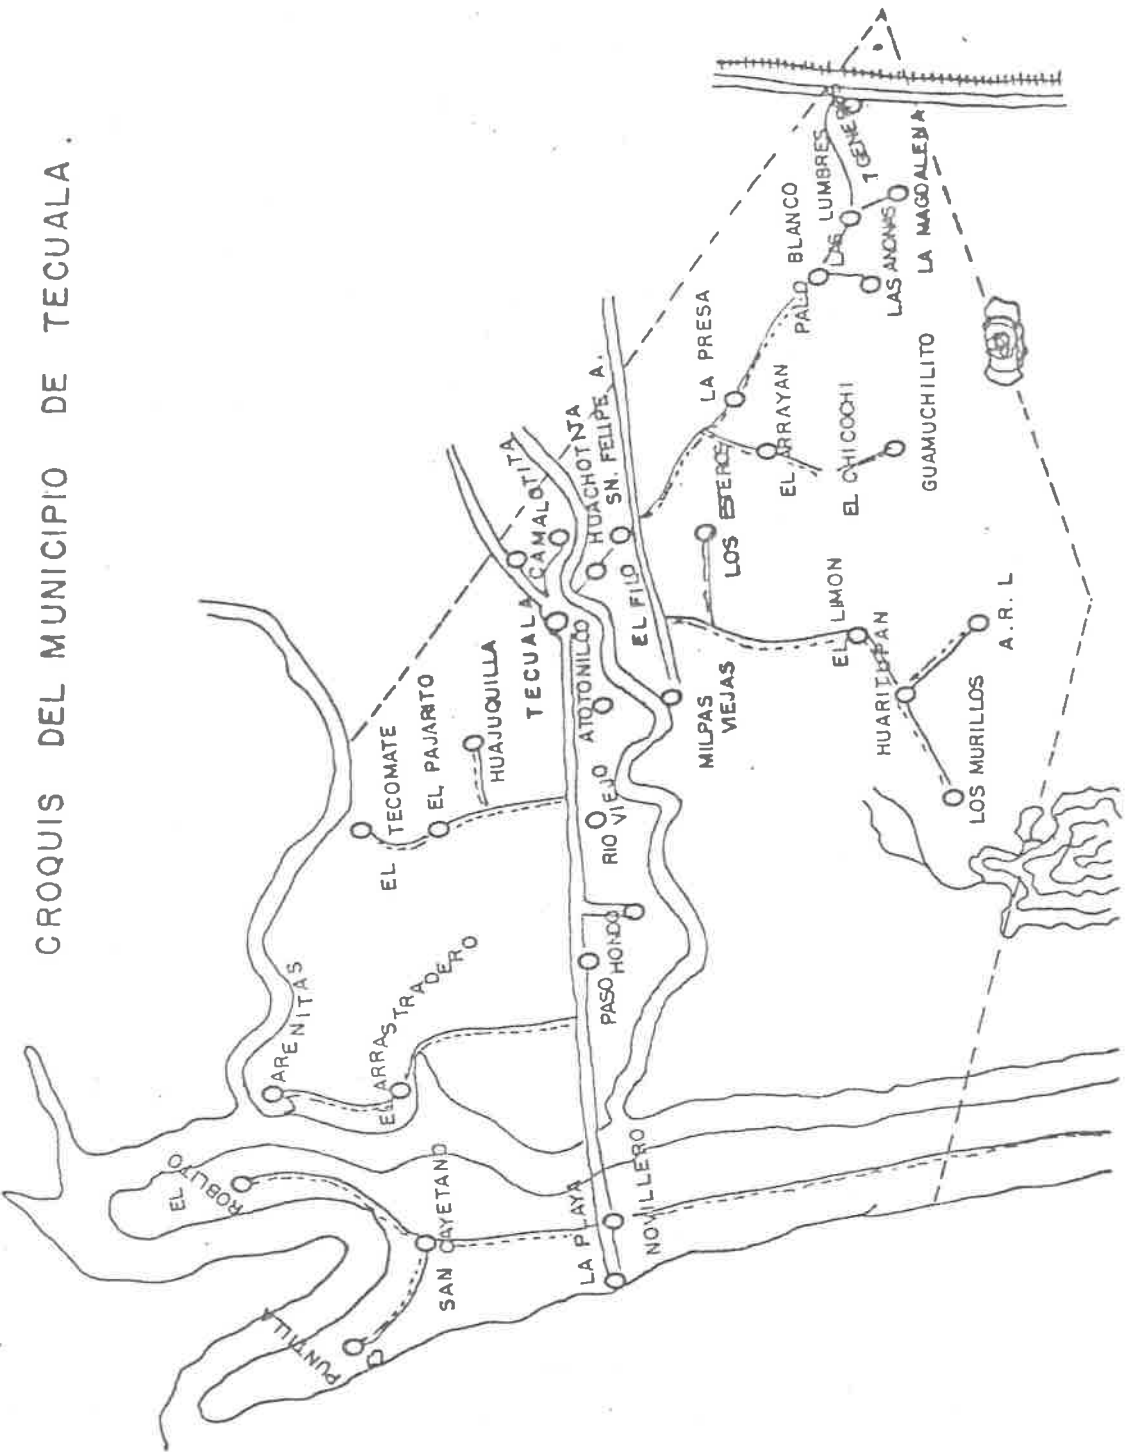 CROQUIS DEL MUNICIPIO DE TECUALA.
PUNTILLA
EL
ROBLITO
SAN CAYETANO
LA PLAYA
NOVILLERO
ARENITAS
EL ARRASTRADERO
PASO
HONDO
RIO VIEJO
EL TECOMATE
EL PAJARITO
HUAJUQUILLA
TECUALA
CAMALOTITA
ATOTONILCO
HUACHOTITA
SN. FELIPE A.
EL FILO
MILPAS
VIEJAS
LOS ESTEROS
LA PRESA
EL ARRAYAN
EL CHICOCHI
GUAMUCHILITO
EL LIMON
HUARITUPAN
LOS MURILLOS
A. R. L
PALO BLANCO
LAS LUMBRES
LAS ANONAS
LA MAGDALENA